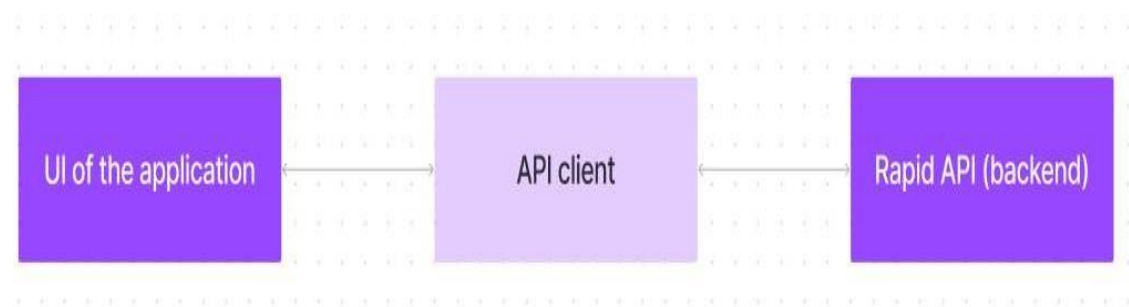 UI of the application
API client
Rapid API (backend)